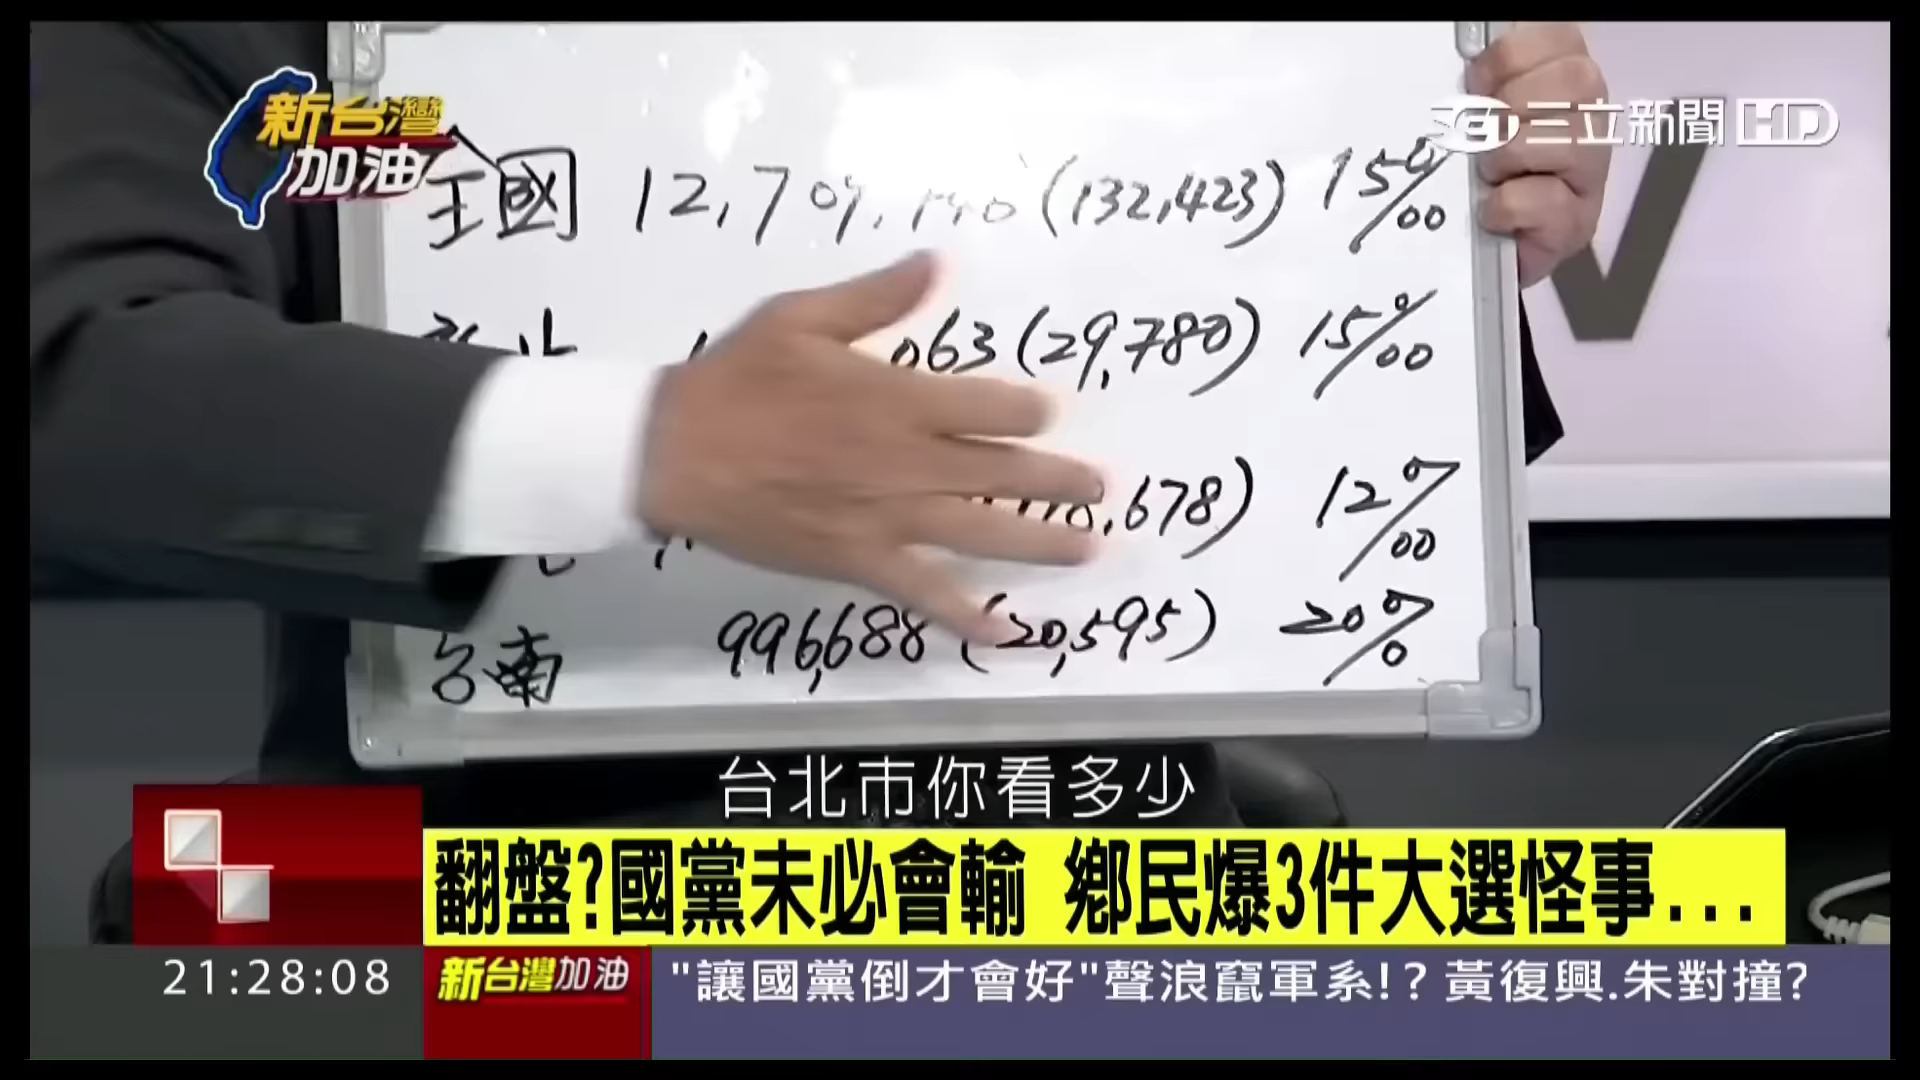 新台灣
加油
三立新聞 HD
全國 12,709,140 (132,423) 15%00
063 (29,780) 15%00
,678) 12%00
台南 996,688 (20,595) 20%
台北市你看多少
翻盤?國黨未必會輸 鄉民爆3件大選怪事...
21:28:08 新台灣加油 "讓國黨倒才會好"聲浪竄軍系!? 黃復興.朱對撞?